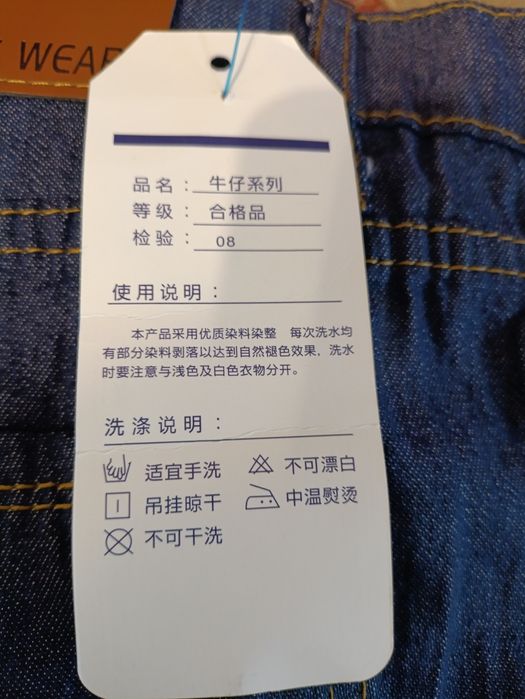 WEAR
品名：牛仔系列
等级：合格品
检验：08
使用说明：
本产品采用优质染料染整 每次洗水均
有部分染料剥落以达到自然褪色效果，洗水
时要注意与浅色及白色衣物分开。
洗涤说明：
适宜手洗 不可漂白
吊挂晾干 中温熨烫
不可干洗